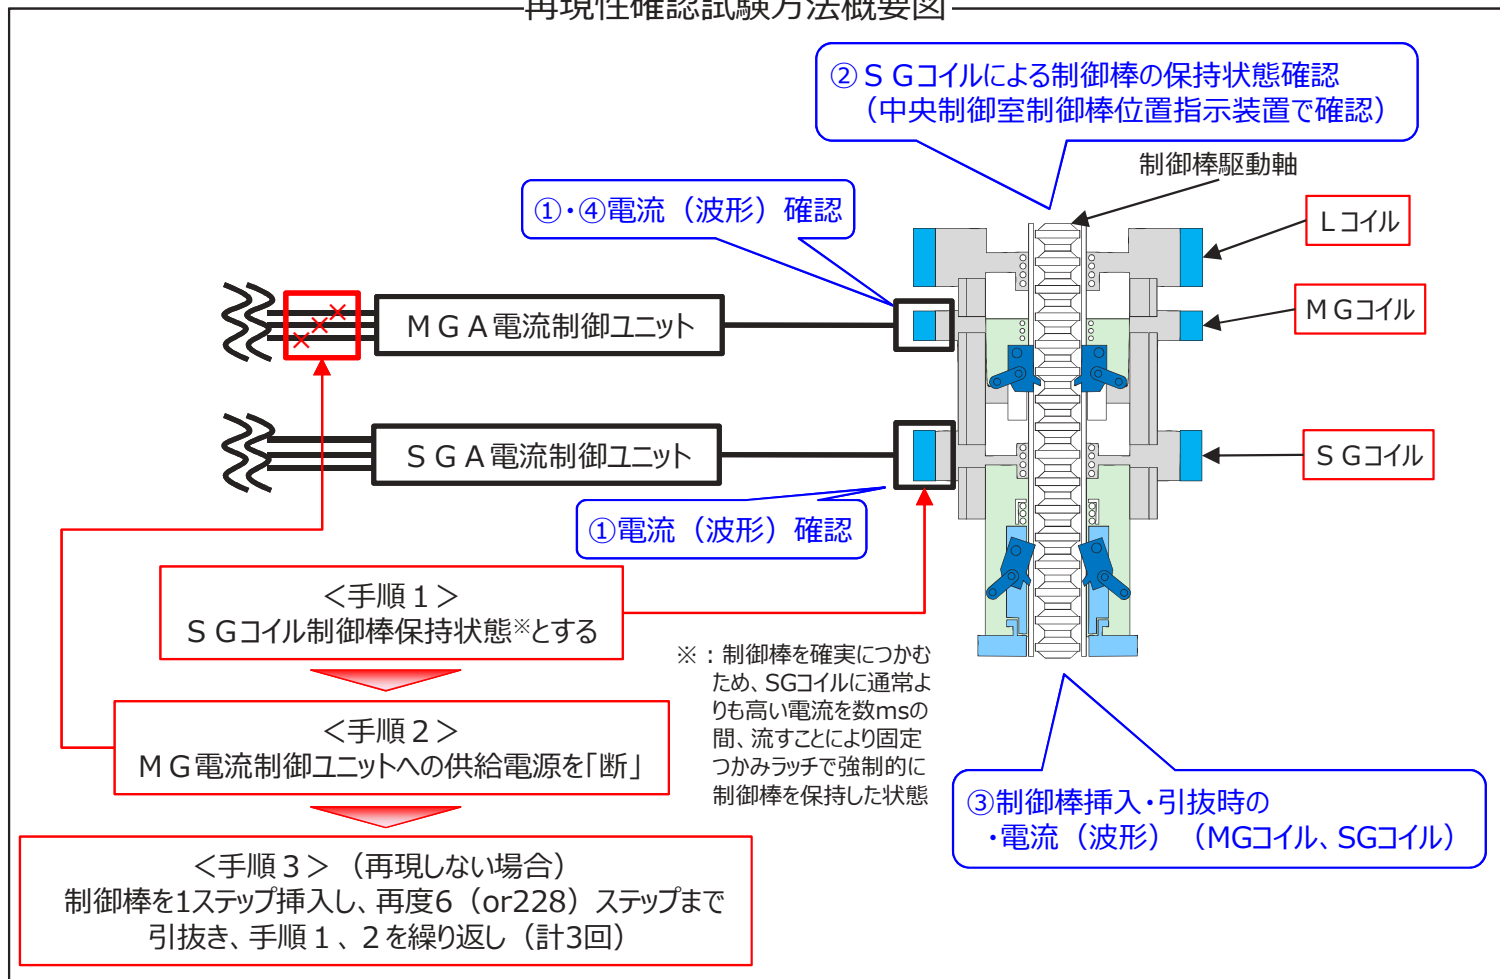 再現性確認試験方法概要図
②ＳＧコイルによる制御棒の保持状態確認
（中央制御室制御棒位置指示装置で確認）
制御棒駆動軸
①・④電流（波形）確認
Ｌコイル
ＭＧコイル
ＭＧＡ電流制御ユニット
ＳＧＡ電流制御ユニット
ＳＧコイル
①電流（波形）確認
＜手順１＞
ＳＧコイル制御棒保持状態※とする
※：制御棒を確実につかむ
ため、SGコイルに通常よ
りも高い電流を数msの
間、流すことにより固定
つかみラッチで強制的に
制御棒を保持した状態
＜手順２＞
ＭＧ電流制御ユニットへの供給電源を「断」
③制御棒挿入・引抜時の
・電流（波形）（MGコイル、SGコイル）
＜手順３＞（再現しない場合）
制御棒を1ステップ挿入し、再度6（or228）ステップまで
引抜き、手順１、２を繰り返し（計3回）